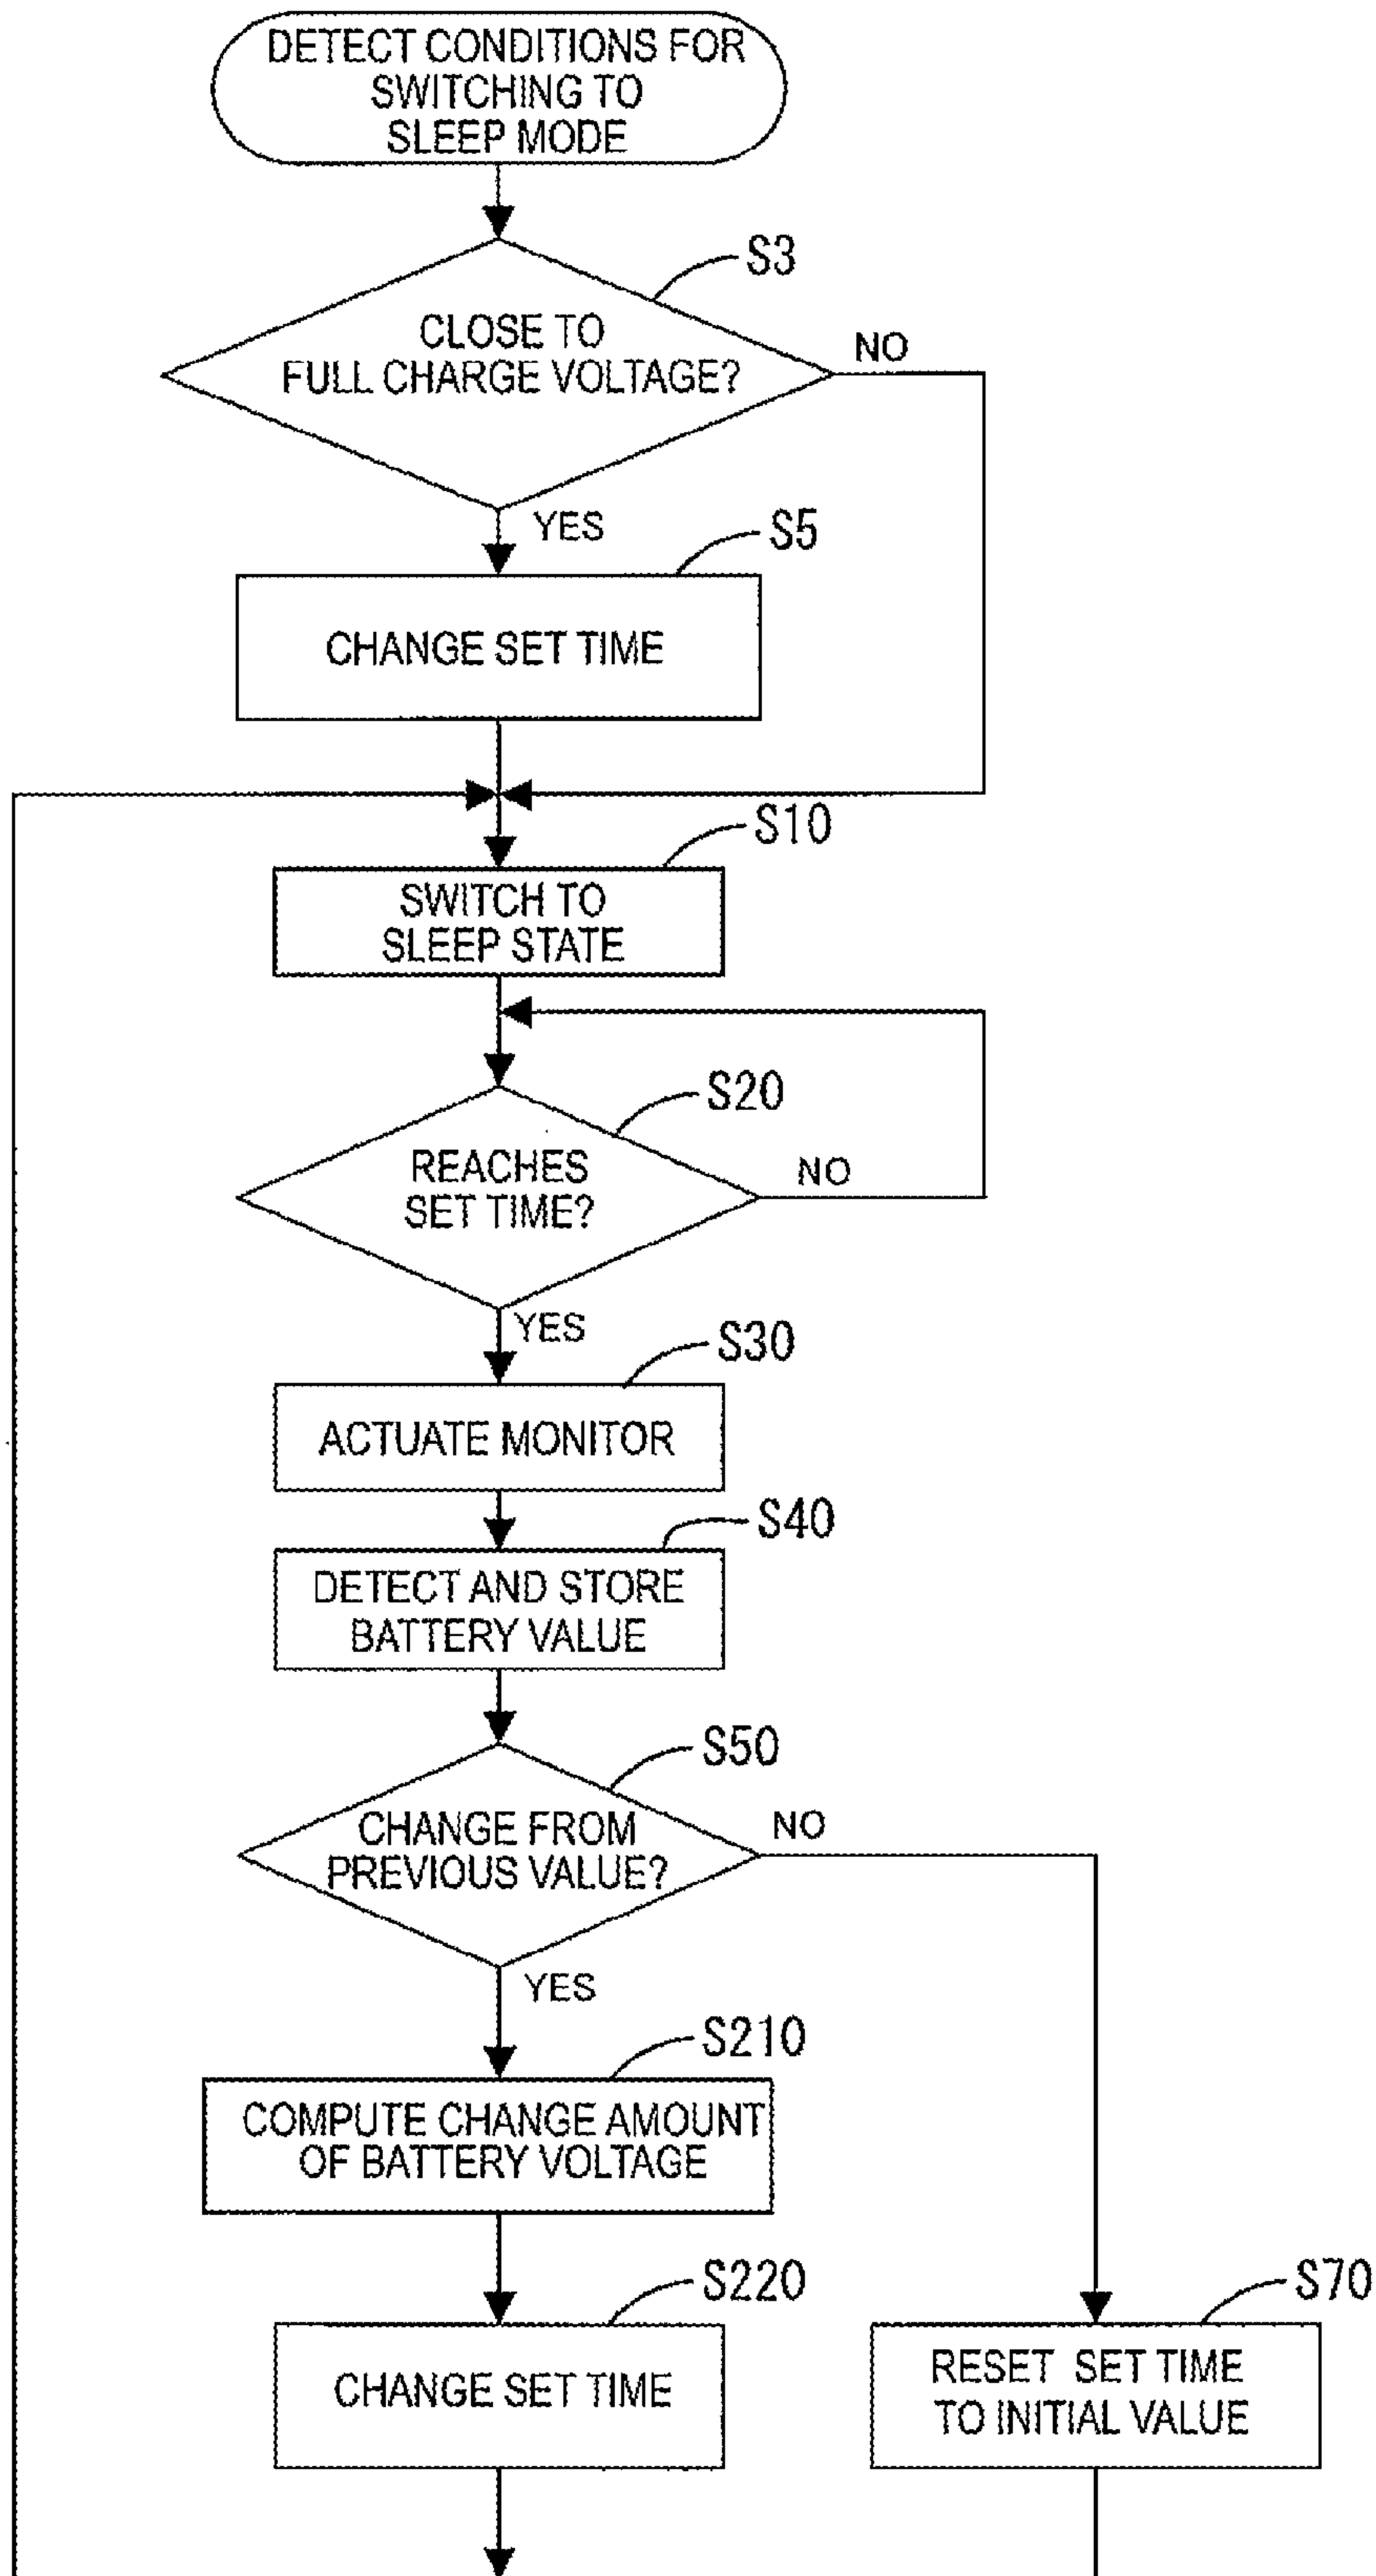 DETECT CONDITIONS FOR
SWITCHING TO
SLEEP MODE
S3
CLOSE TO
FULL CHARGE VOLTAGE?
NO
YES
S5
CHANGE SET TIME
S10
SWITCH TO
SLEEP STATE
S20
REACHES
SET TIME?
NO
YES
S30
ACTUATE MONITOR
S40
DETECT AND STORE
BATTERY VALUE
S50
CHANGE FROM
PREVIOUS VALUE?
NO
YES
S210
COMPUTE CHANGE AMOUNT
OF BATTERY VOLTAGE
S220
CHANGE SET TIME
S70
RESET SET TIME
TO INITIAL VALUE